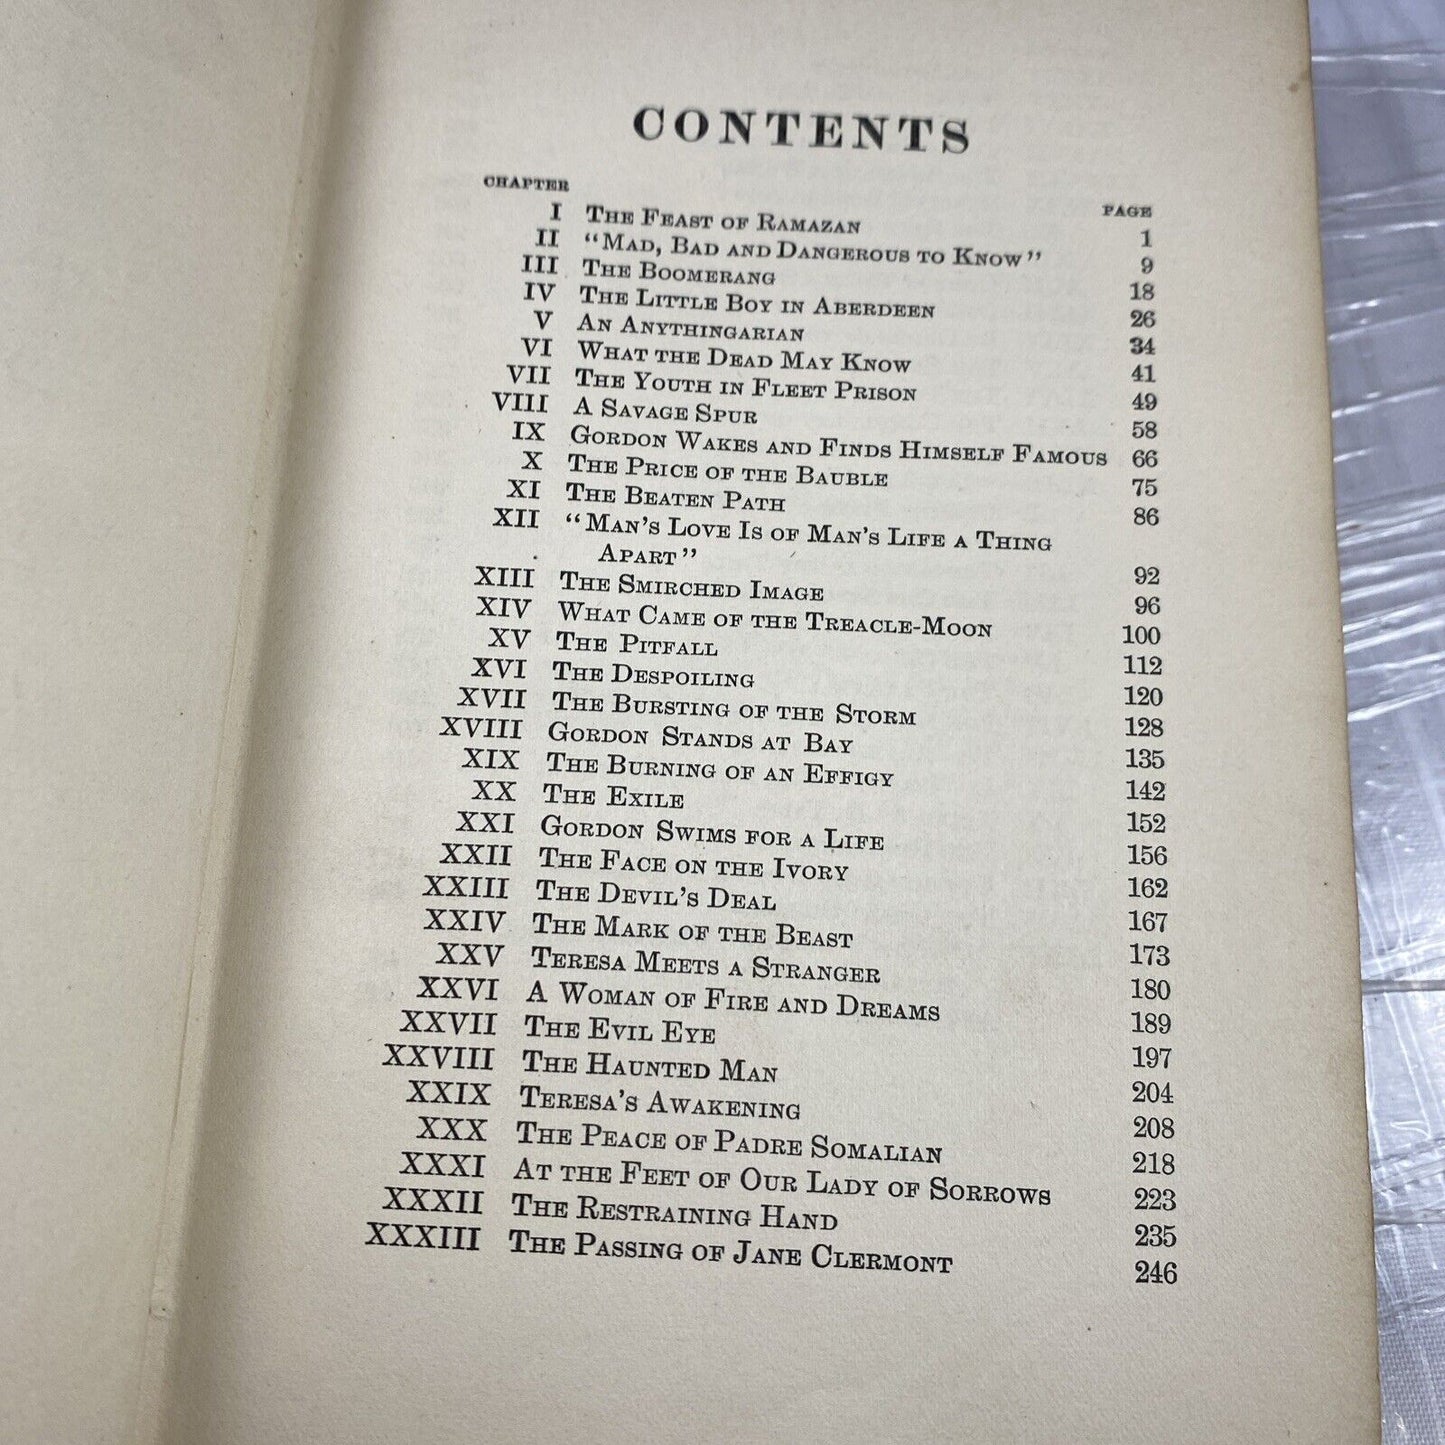 CONTENTS
CHAPTER PAGE
I THE FEAST OF RAMAZAN 1
II "MAD, BAD AND DANGEROUS TO KNOW" 9
III THE BOOMERANG 18
IV THE LITTLE BOY IN ABERDEEN 26
V AN ANYTHINGARIAN 34
VI WHAT THE DEAD MAY KNOW 41
VII THE YOUTH IN FLEET PRISON 49
VIII A SAVAGE SPUR 58
IX GORDON WAKES AND FINDS HIMSELF FAMOUS 66
X THE PRICE OF THE BAUBLE 75
XI THE BEATEN PATH 86
XII "MAN'S LOVE IS OF MAN'S LIFE A THING
APART" 92
XIII THE SMIRCHED IMAGE 96
XIV WHAT CAME OF THE TREACLE-MOON 100
XV THE PITFALL 112
XVI THE DESPOILING 120
XVII THE BURSTING OF THE STORM 128
XVIII GORDON STANDS AT BAY 135
XIX THE BURNING OF AN EFFIGY 142
XX THE EXILE 152
XXI GORDON SWIMS FOR A LIFE 156
XXII THE FACE ON THE IVORY 162
XXIII THE DEVIL'S DEAL 167
XXIV THE MARK OF THE BEAST 173
XXV TERESA MEETS A STRANGER 180
XXVI A WOMAN OF FIRE AND DREAMS 189
XXVII THE EVIL EYE 197
XXVIII THE HAUNTED MAN 204
XXIX TERESA'S AWAKENING 208
XXX THE PEACE OF PADRE SOMALIAN 218
XXXI AT THE FEET OF OUR LADY OF SORROWS 223
XXXII THE RESTRAINING HAND 235
XXXIII THE PASSING OF JANE CLERMONT 246